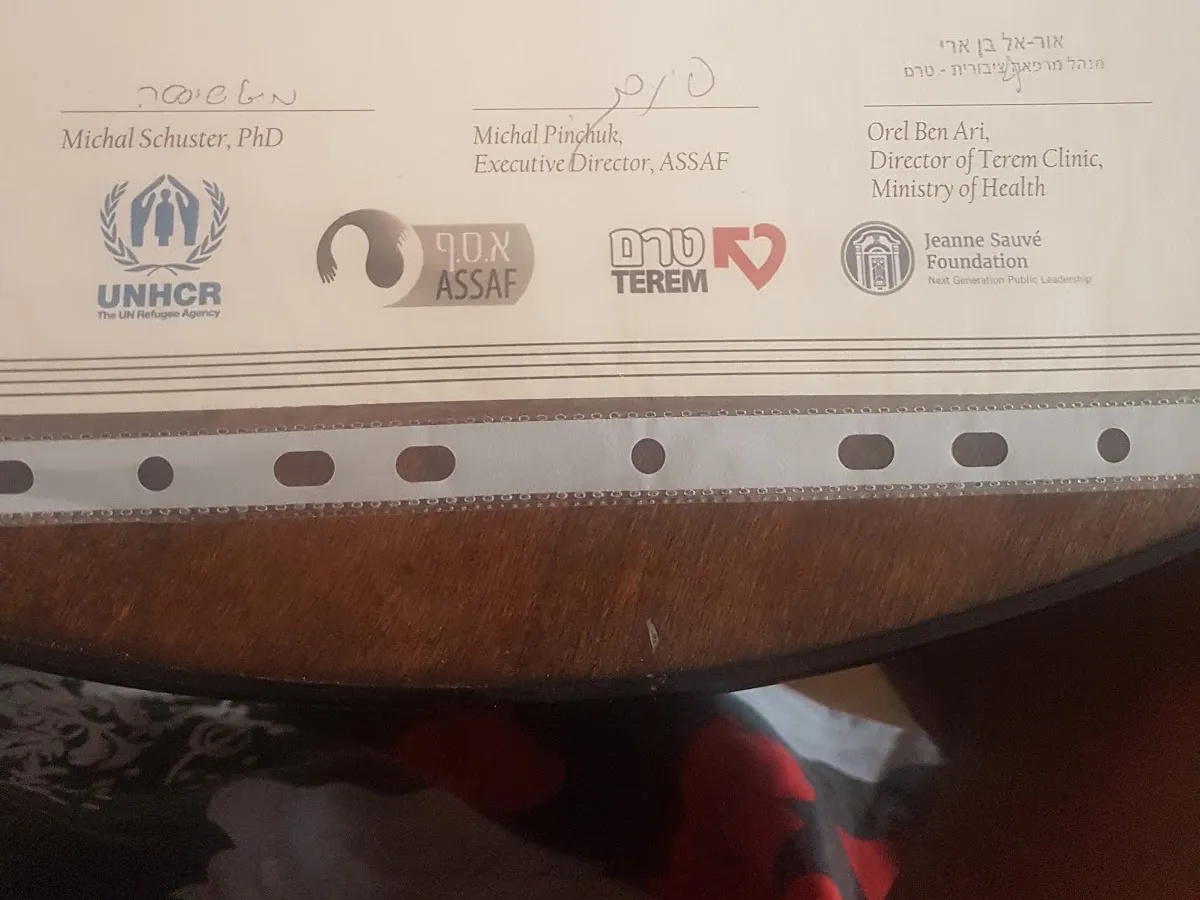 אור-אל בן ארי
מנהל מרפאה ציבורית - טרם
Michal Schuster, PhD
Michal Pinchuk,
Executive Director, ASSAF
Orel Ben Ari,
Director of Terem Clinic,
Ministry of Health
UNHCR
The UN Refugee Agency
א.ס.ף
ASSAF
טרם
TEREM
Jeanne Sauvé
Foundation
Next Generation Public Leadership